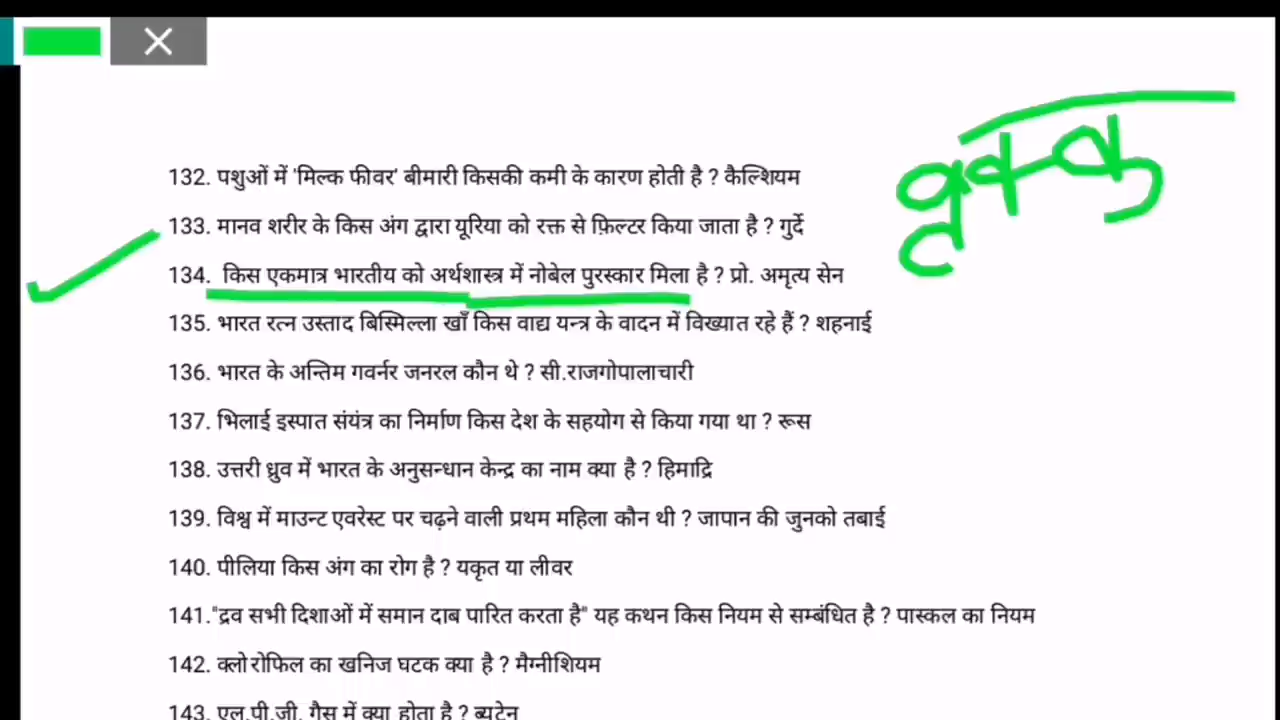 वृक्क
132. पशुओं में 'मिल्क फीवर' बीमारी किसकी कमी के कारण होती है ? कैल्शियम
133. मानव शरीर के किस अंग द्वारा यूरिया को रक्त से फ़िल्टर किया जाता है ? गुर्दे
134. किस एकमात्र भारतीय को अर्थशास्त्र में नोबेल पुरस्कार मिला है ? प्रो. अमृत्य सेन
135. भारत रत्न उस्ताद बिस्मिल्ला खाँ किस वाद्य यन्त्र के वादन में विख्यात रहे हैं ? शहनाई
136. भारत के अन्तिम गवर्नर जनरल कौन थे ? सी.राजगोपालाचारी
137. भिलाई इस्पात संयंत्र का निर्माण किस देश के सहयोग से किया गया था ? रूस
138. उत्तरी ध्रुव में भारत के अनुसन्धान केन्द्र का नाम क्या है ? हिमाद्रि
139. विश्व में माउन्ट एवरेस्ट पर चढ़ने वाली प्रथम महिला कौन थी ? जापान की जुनको तबाई
140. पीलिया किस अंग का रोग है ? यकृत या लीवर
141."द्रव सभी दिशाओं में समान दाब पारित करता है" यह कथन किस नियम से सम्बंधित है ? पास्कल का नियम
142. क्लोरोफिल का खनिज घटक क्या है ? मैग्नीशियम
143. एल.पी.जी. गैस में क्या होता है ? ब्यूटेन